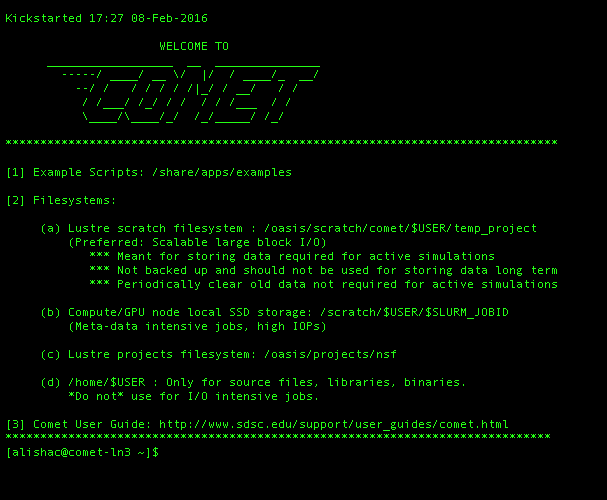 Kickstarted 17:27 08-Feb-2016
WELCOME TO
COMET
*******************************************************************************
[1] Example Scripts: /share/apps/examples
[2] Filesystems:
(a) Lustre scratch filesystem : /oasis/scratch/comet/$USER/temp_project
(Preferred: Scalable large block I/O)
*** Meant for storing data required for active simulations
*** Not backed up and should not be used for storing data long term
*** Periodically clear old data not required for active simulations
(b) Compute/GPU node local SSD storage: /scratch/$USER/$SLURM_JOBID
(Meta-data intensive jobs, high IOPs)
(c) Lustre projects filesystem: /oasis/projects/nsf
(d) /home/$USER : Only for source files, libraries, binaries.
*Do not* use for I/O intensive jobs.
[3] Comet User Guide: http://www.sdsc.edu/support/user_guides/comet.html
******************************************************************************
[alishac@comet-ln3 ~]$